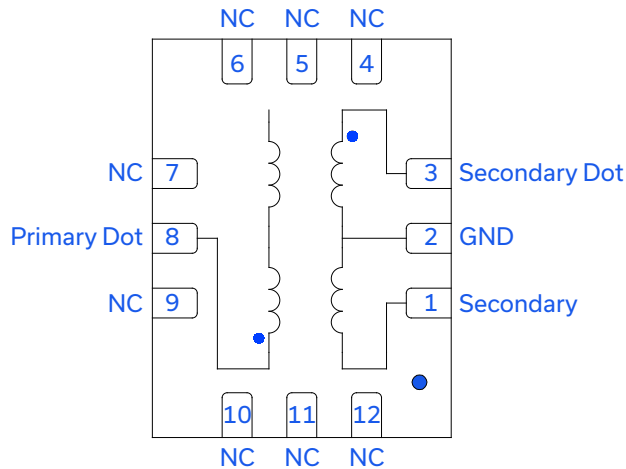 NC NC NC
6 5 4
NC 7 3 Secondary Dot
Primary Dot 8 2 GND
NC 9 1 Secondary
10 11 12
NC NC NC